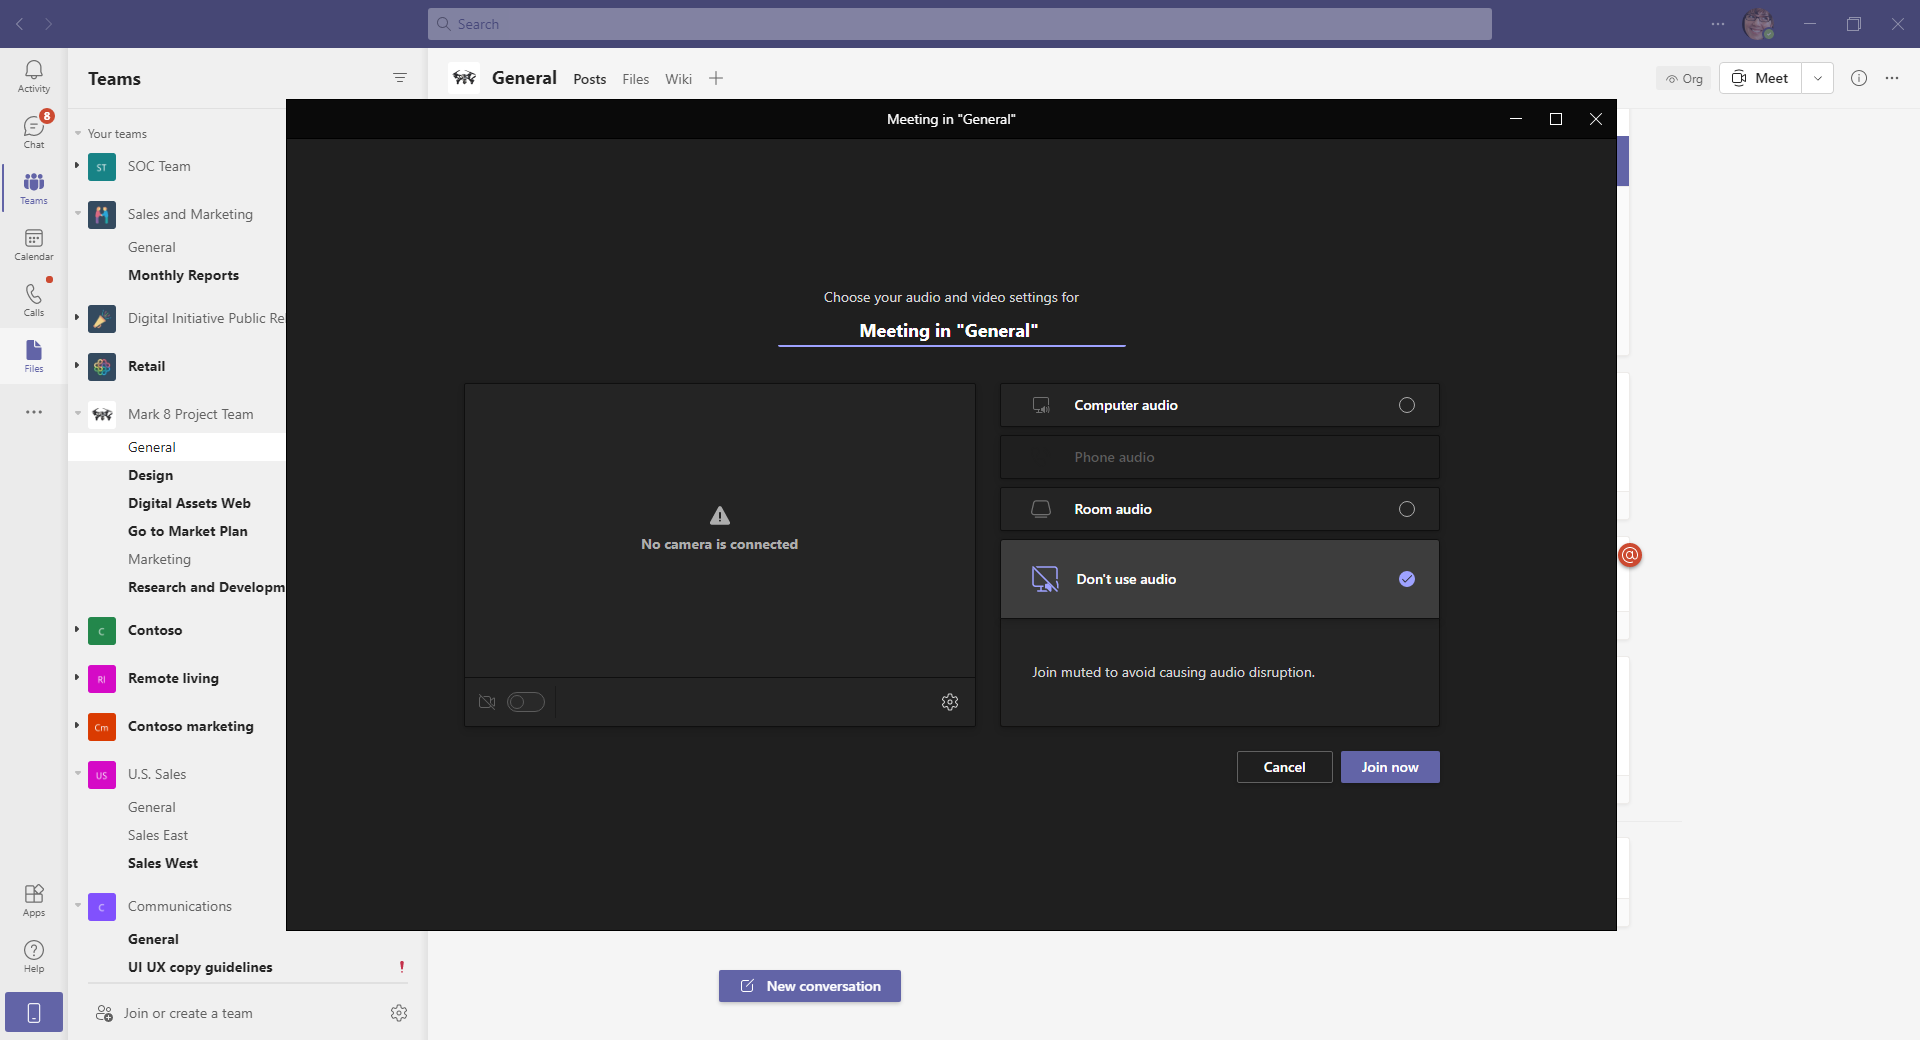 Search
Activity
8
Chat
Teams
Calendar
Calls
Files
Apps
Help
Teams
Your teams
ST
SOC Team
Sales and Marketing
General
Monthly Reports
Digital Initiative Public Re
Retail
Mark 8 Project Team
General
Design
Digital Assets Web
Go to Market Plan
Marketing
Research and Developm
C
Contoso
RI
Remote living
Cm
Contoso marketing
US
U.S. Sales
General
Sales East
Sales West
C
Communications
General
UI UX copy guidelines
!
Join or create a team
General
Posts
Files
Wiki
Org
Meet
Meeting in "General"
Choose your audio and video settings for
Meeting in "General"
No camera is connected
Computer audio
Phone audio
Room audio
Don't use audio
Join muted to avoid causing audio disruption.
Cancel
Join now
@
New conversation